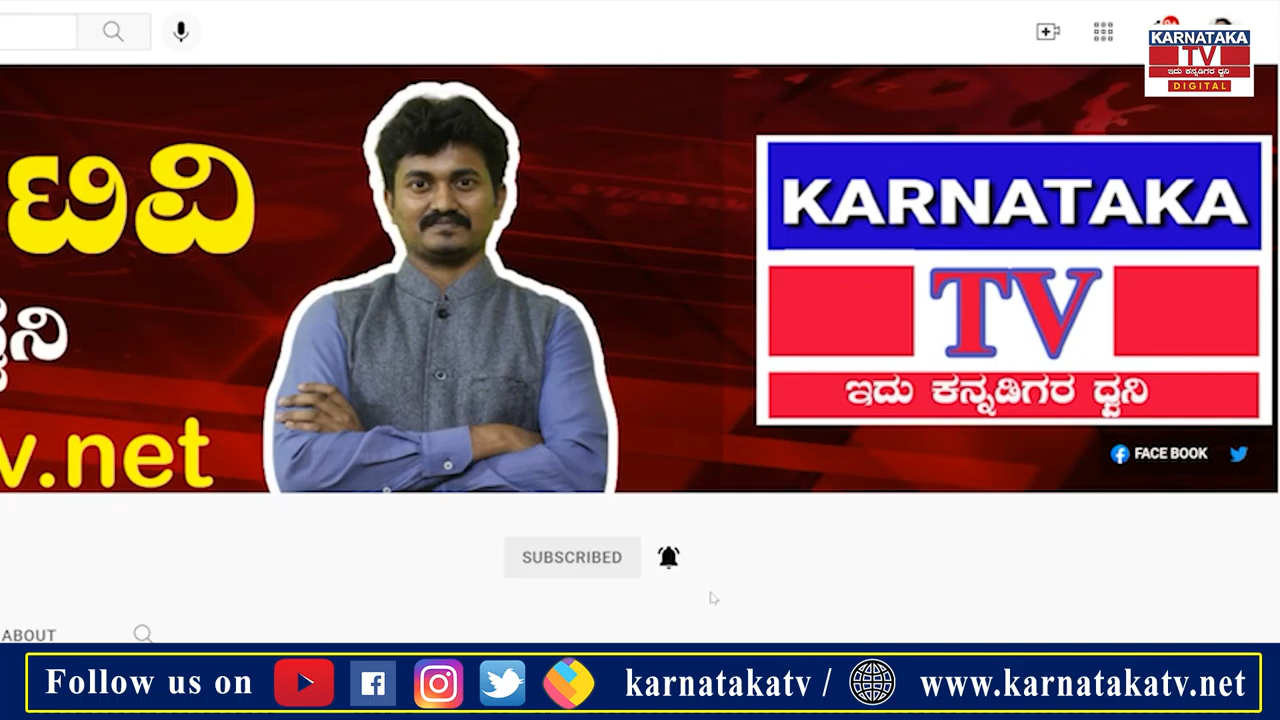 KARNATAKA
TV
ಇದು ಕನ್ನಡಿಗರ ಧ್ವನಿ
DIGITAL
ಟಿವಿ
ನಿ
v.net
KARNATAKA
TV
ಇದು ಕನ್ನಡಿಗರ ಧ್ವನಿ
FACE BOOK
SUBSCRIBED
ABOUT
Follow us on karnatakatv / www.karnatakatv.net